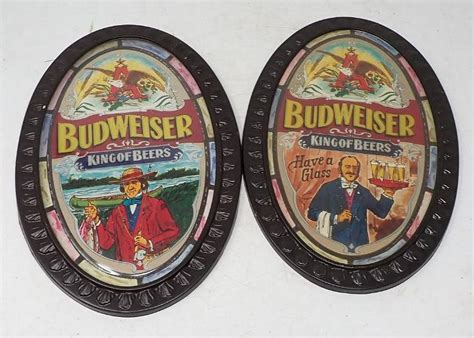 BUDWEISER
KING OF BEERS
BUDWEISER
KING OF BEERS
Have a
Glass